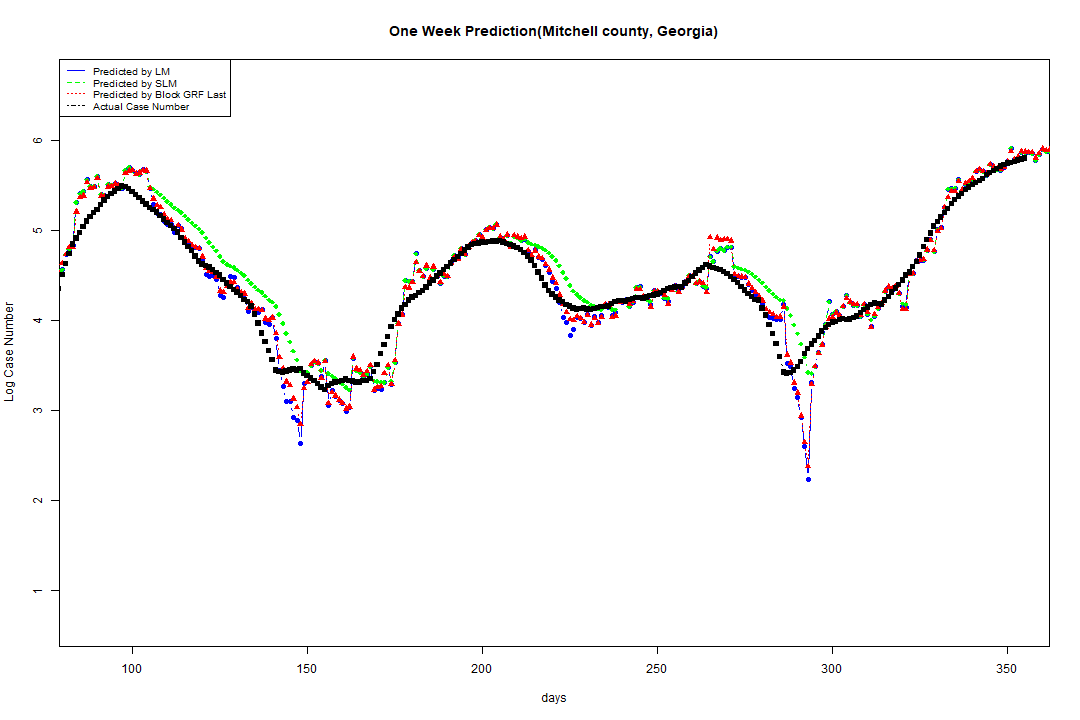 One Week Prediction(Mitchell county, Georgia)
Predicted by LM
Predicted by SLM
Predicted by Block GRF Last
Actual Case Number
6
5
4
3
2
1
Log Case Number
100 150 200 250 300 350
days